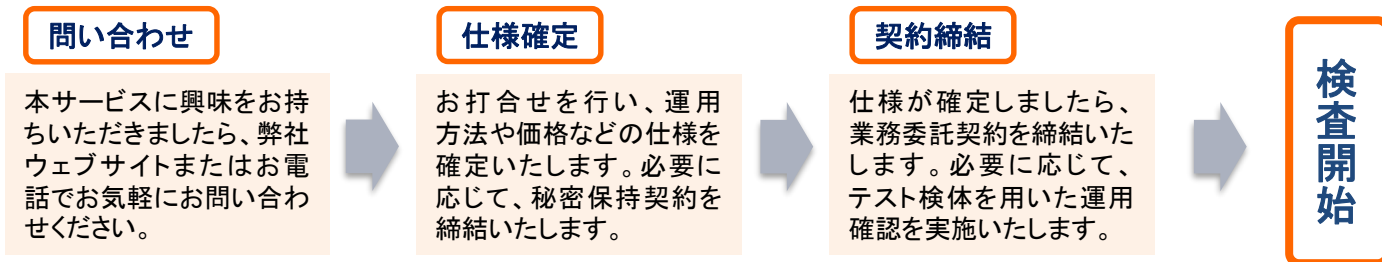 問い合わせ
本サービスに興味をお持
ちいただきましたら、弊社
ウェブサイトまたはお電
話でお気軽にお問い合わ
せください。
仕様確定
お打合せを行い、運用
方法や価格などの仕様を
確定いたします。必要に
応じて、秘密保持契約を
締結いたします。
契約締結
仕様が確定しましたら、
業務委託契約を締結いた
します。必要に応じて、
テスト検体を用いた運用
確認を実施いたします。
検査開始